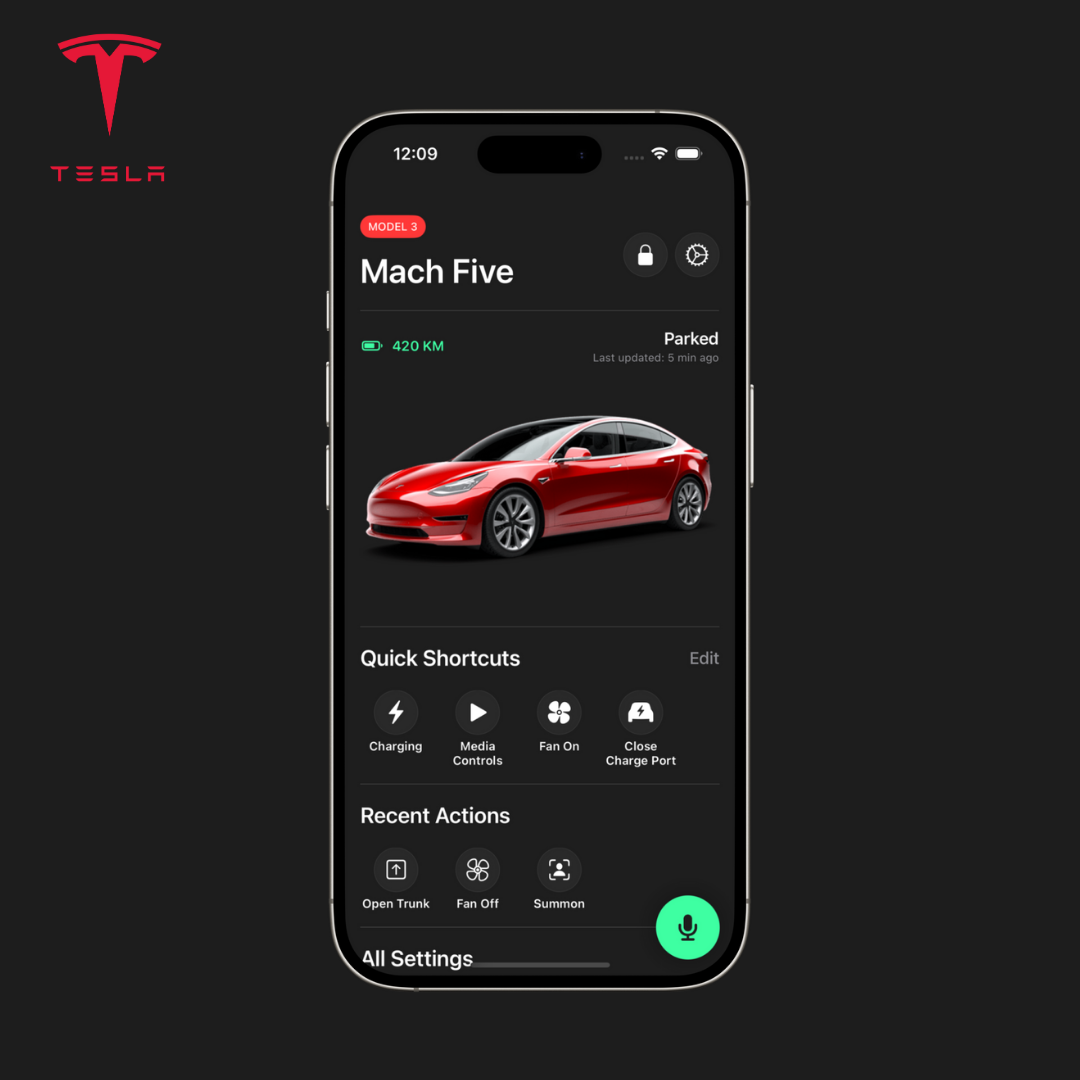 TESLA
12:09
MODEL 3
Mach Five
420 KM
Parked
Last updated: 5 min ago
Quick Shortcuts
Edit
Charging
Media
Controls
Fan On
Close
Charge Port
Recent Actions
Open Trunk
Fan Off
Summon
All Settings